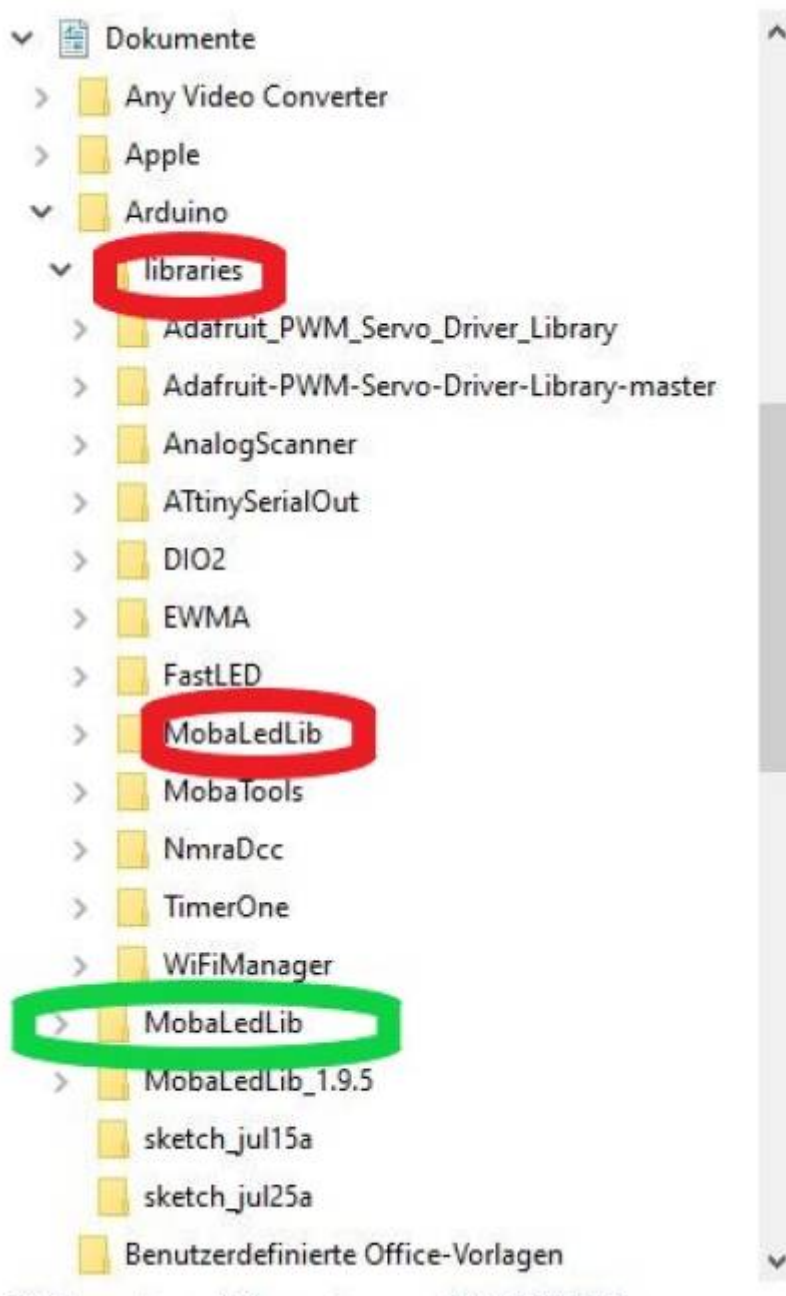 Dokumente
Any Video Converter
Apple
Arduino
libraries
Adafruit_PWM_Servo_Driver_Library
Adafruit-PWM-Servo-Driver-Library-master
AnalogScanner
ATtinySerialOut
DIO2
EWMA
FastLED
MobaLedLib
MobaTools
NmraDcc
TimerOne
WiFiManager
MobaLedLib
MobaLedLib_1.9.5
sketch_jul15a
sketch_jul25a
Benutzerdefinierte Office-Vorlagen